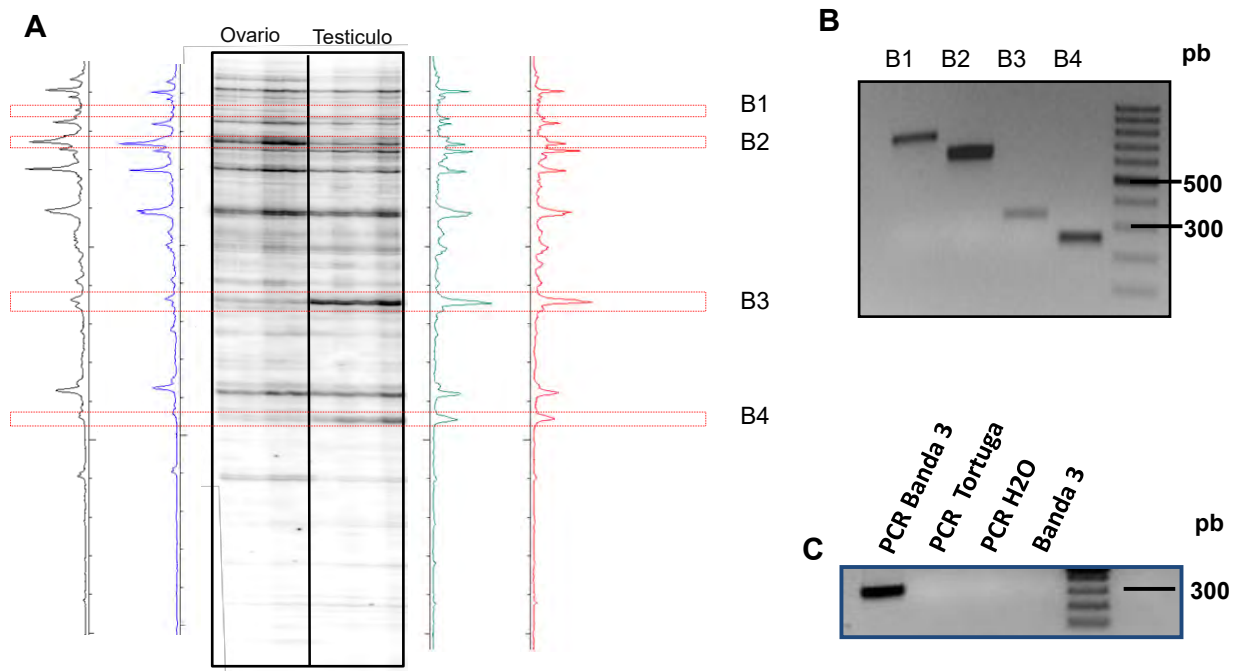 A
Ovario Testiculo
B1
B2
B3
B4
B
B1 B2 B3 B4 pb
500
300
C
PCR Banda 3
PCR Tortuga
PCR H2O
Banda 3
pb
300